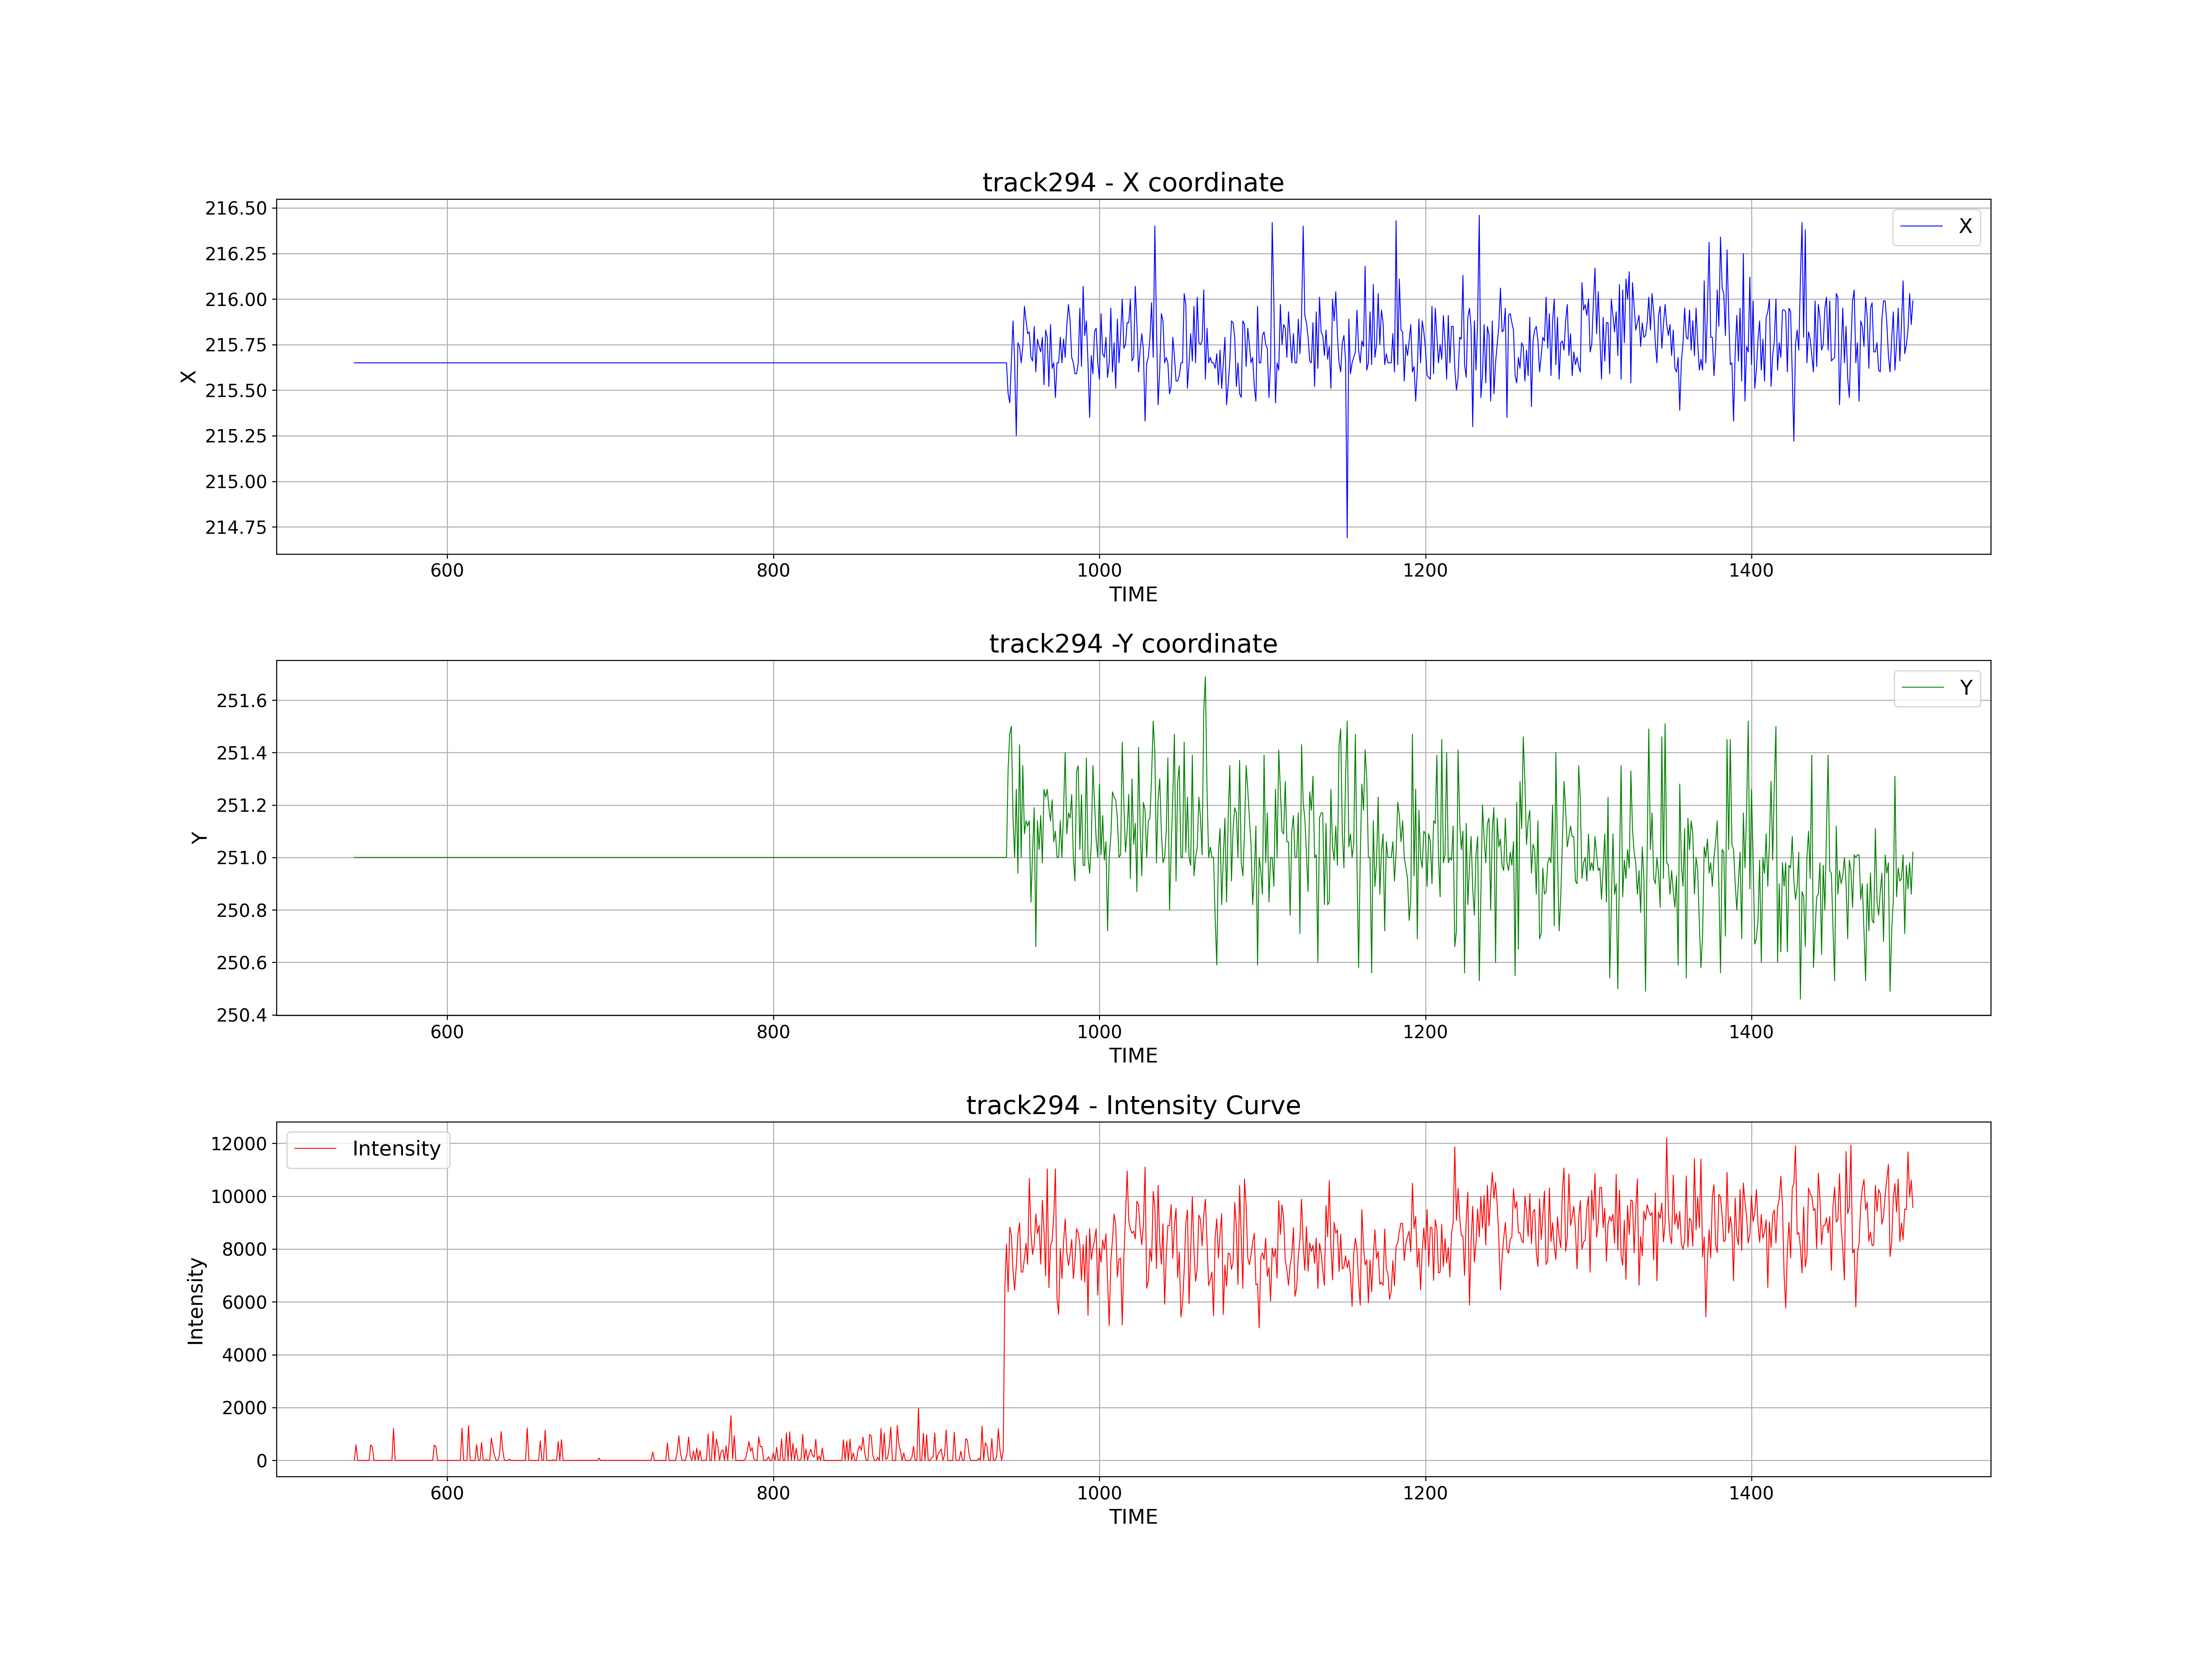 track294 - X coordinate
216.50
216.25
216.00
215.75
215.50
215.25
215.00
214.75
X
X
600 800 1000 1200 1400
TIME
track294 -Y coordinate
251.6
251.4
251.2
251.0
250.8
250.6
250.4
Y
Y
600 800 1000 1200 1400
TIME
track294 - Intensity Curve
12000
10000
8000
6000
4000
2000
0
Intensity
Intensity
600 800 1000 1200 1400
TIME